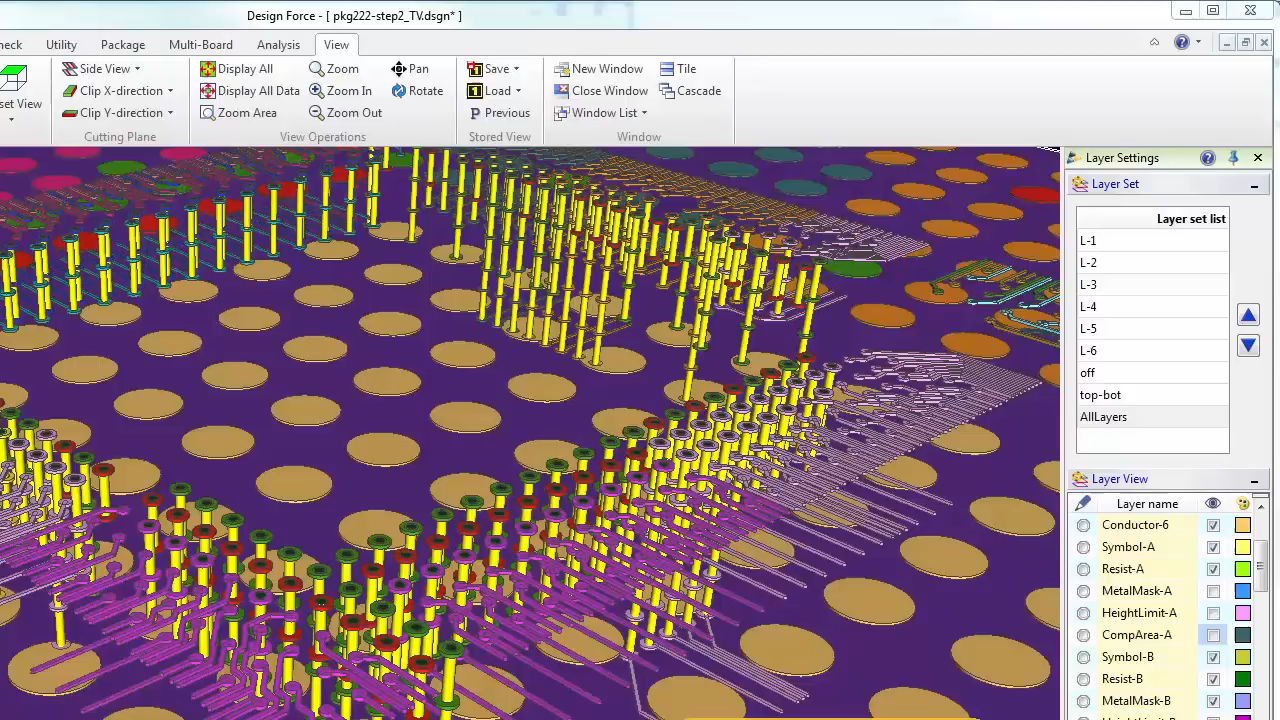 Design Force - [ pkg222-step2_TV.dsgn* ]
heck Utility Package Multi-Board Analysis View
Side View Display All Zoom Pan Save New Window Tile
set View Clip X-direction Display All Data Zoom In Rotate Load Close Window Cascade
Clip Y-direction Zoom Area Zoom Out Previous Window List
Cutting Plane View Operations Stored View Window
Layer Settings
Layer Set
Layer set list
L-1
L-2
L-3
L-4
L-5
L-6
off
top-bot
AllLayers
Layer View
Layer name
Conductor-6
Symbol-A
Resist-A
MetalMask-A
HeightLimit-A
CompArea-A
Symbol-B
Resist-B
MetalMask-B